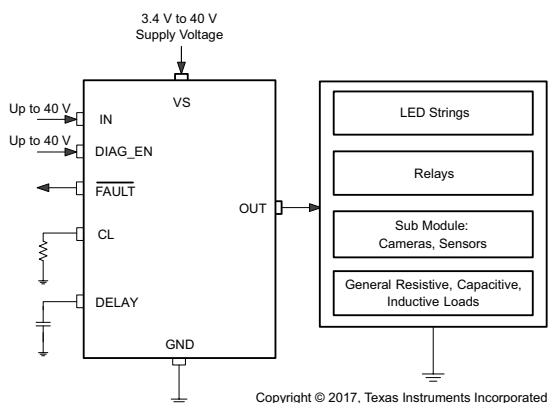 3.4 V to 40 V
Supply Voltage
VS
Up to 40 V
IN
Up to 40 V
DIAG_EN
FAULT
OUT
CL
DELAY
GND
LED Strings
Relays
Sub Module:
Cameras, Sensors
General Resistive, Capacitive,
Inductive Loads
Copyright © 2017, Texas Instruments Incorporated